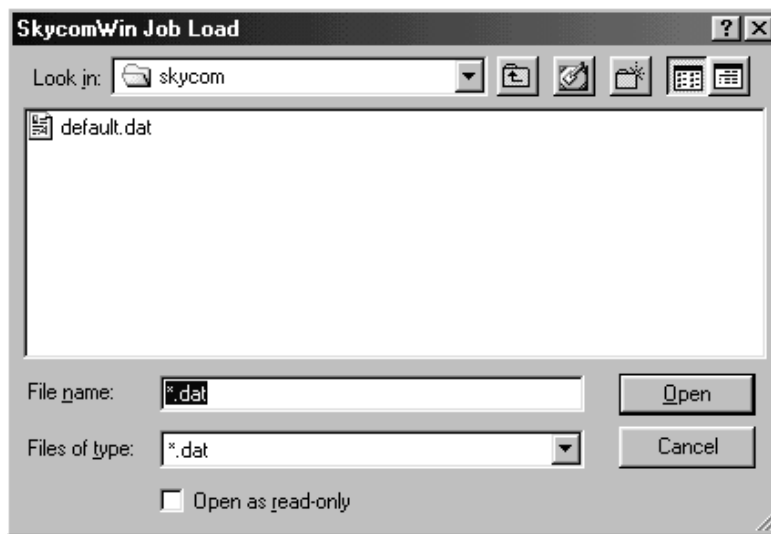 SkycomWin Job Load
Look in: skycom
default.dat
File name: *.dat Open
Files of type: *.dat Cancel
Open as read-only